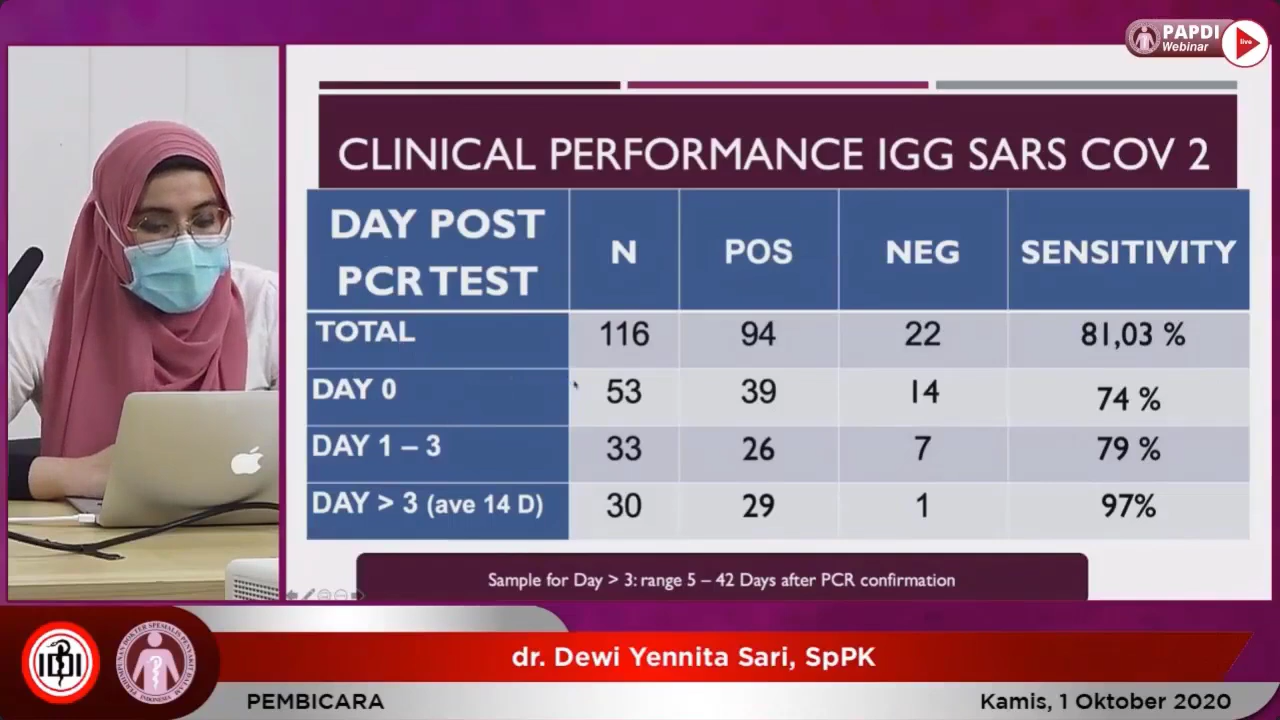 PAPDI
Webinar
live
CLINICAL PERFORMANCE IGG SARS COV 2
DAY POST PCR TEST N POS NEG SENSITIVITY
TOTAL 116 94 22 81,03 %
DAY 0 53 39 14 74 %
DAY 1 – 3 33 26 7 79 %
DAY > 3 (ave 14 D) 30 29 1 97%
Sample for Day > 3: range 5 – 42 Days after PCR confirmation
IDI
dr. Dewi Yennita Sari, SpPK
PEMBICARA
Kamis, 1 Oktober 2020